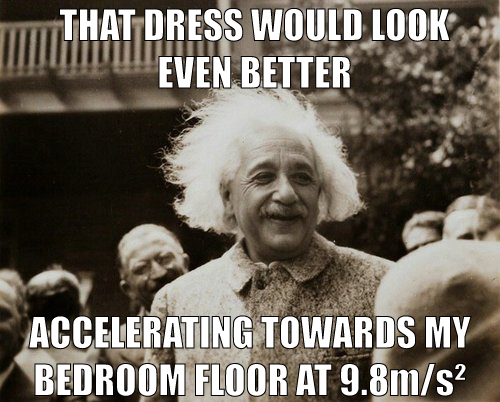 THAT DRESS WOULD LOOK
EVEN BETTER
ACCELERATING TOWARDS MY
BEDROOM FLOOR AT 9.8m/s²